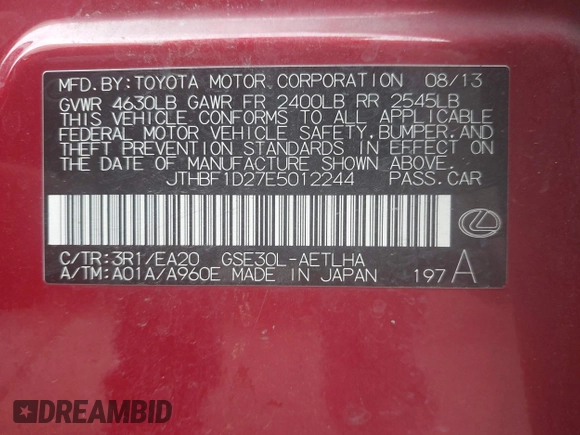 MFD.BY:TOYOTA MOTOR CORPORATION 08/13
GVWR 4630LB GAWR FR 2400LB RR 2545LB
THIS VEHICLE CONFORMS TO ALL APPLICABLE
FEDERAL MOTOR VEHICLE SAFETY,BUMPER,AND
THEFT PREVENTION STANDARDS IN EFFECT ON
THE DATE OF MANUFACTURE SHOWN ABOVE.
JTHBF1D27E5012244 PASS.CAR
C/TR:3R1/EA20 GSE30L-AETLHA
A/TM:A01A/A960E MADE IN JAPAN 197 A
DREAMBID